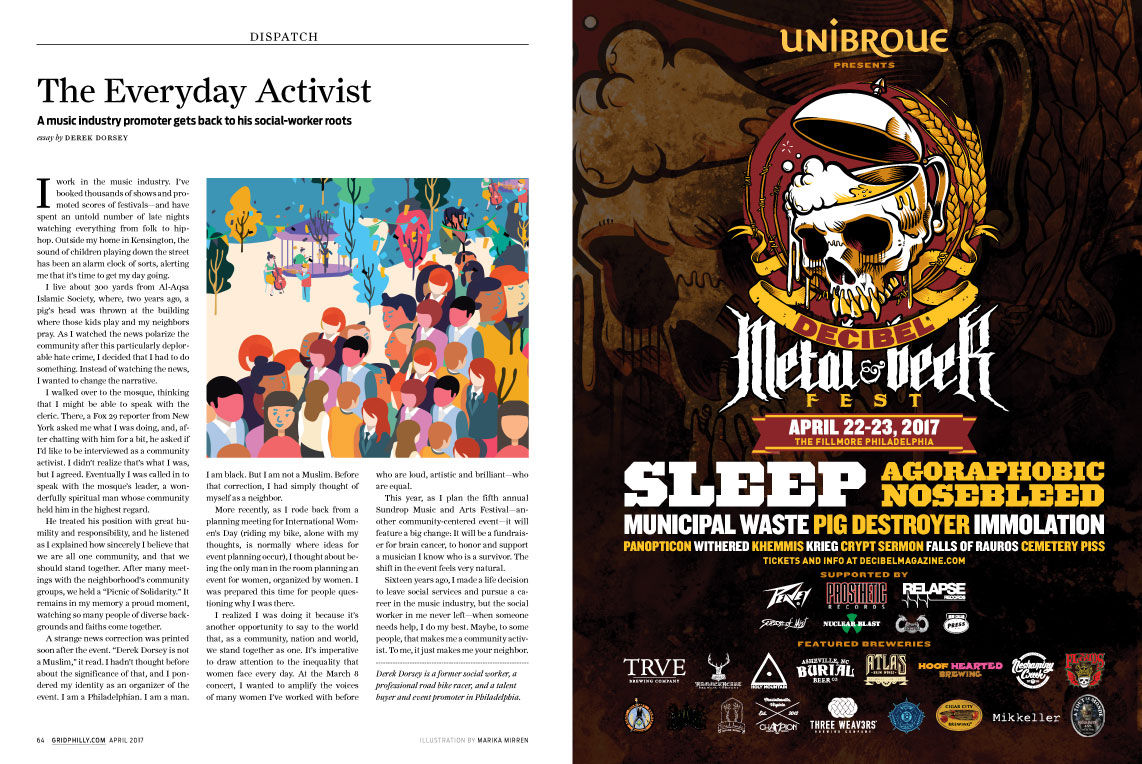 DISPATCH
The Everyday Activist
A music industry promoter gets back to his social-worker roots
essay by DEREK DORSEY
I work in the music industry. I've
booked thousands of shows and pro-
moted scores of festivals—and have
spent an untold number of late nights
watching everything from folk to hip-
hop. Outside my home in Kensington, the
sound of children playing down the street
has been an alarm clock of sorts, alerting
me that it's time to get my day going.
I live about 300 yards from Al-Aqsa
Islamic Society, where, two years ago, a
pig's head was thrown at the building
where those kids play and my neighbors
pray. As I watched the news polarize the
community after this particularly deplor-
able hate crime, I decided that I had to do
something. Instead of watching the news,
I wanted to change the narrative.
I walked over to the mosque, thinking
that I might be able to speak with the
cleric. There, a Fox 29 reporter from New
York asked me what I was doing, and, af-
ter chatting with him for a bit, he asked if
I'd like to be interviewed as a community
activist. I didn't realize that's what I was,
but I agreed. Eventually I was called in to
speak with the mosque's leader, a won-
derfully spiritual man whose community
held him in the highest regard.
He treated his position with great hu-
mility and responsibility, and he listened
as I explained how sincerely I believe that
we are all one community, and that we
should stand together. After many meet-
ings with the neighborhood's community
groups, we held a "Picnic of Solidarity." It
remains in my memory a proud moment,
watching so many people of diverse back-
grounds and faiths come together.
A strange news correction was printed
soon after the event. "Derek Dorsey is not
a Muslim," it read. I hadn't thought before
about the significance of that, and I pon-
dered my identity as an organizer of the
event. I am a Philadelphian. I am a man.
I am black. But I am not a Muslim. Before
that correction, I had simply thought of
myself as a neighbor.
More recently, as I rode back from a
planning meeting for International Wom-
en's Day (riding my bike, alone with my
thoughts, is normally where ideas for
event planning occur), I thought about be-
ing the only man in the room planning an
event for women, organized by women. I
was prepared this time for people ques-
tioning why I was there.
I realized I was doing it because it's
another opportunity to say to the world
that, as a community, nation and world,
we stand together as one. It's imperative
to draw attention to the inequality that
women face every day. At the March 8
concert, I wanted to amplify the voices
of many women I've worked with before
who are loud, artistic and brilliant—who
are equal.
This year, as I plan the fifth annual
Sundrop Music and Arts Festival—an-
other community-centered event—it will
feature a big change: It will be a fundrais-
er for brain cancer, to honor and support
a musician I know who is a survivor. The
shift in the event feels very natural.
Sixteen years ago, I made a life decision
to leave social services and pursue a ca-
reer in the music industry, but the social
worker in me never left—when someone
needs help, I do my best. Maybe, to some
people, that makes me a community activ-
ist. To me, it just makes me your neighbor.
Derek Dorsey is a former social worker, a
professional road bike racer, and a talent
buyer and event promoter in Philadelphia.
64 GRIDPHILLY.COM APRIL 2017
ILLUSTRATION BY MARIKA MIRREN
UNIBROUE
PRESENTS
DECIBEL
Metal & Beer
FEST
APRIL 22-23, 2017
THE FILLMORE PHILADELPHIA
SLEEP AGORAPHOBIC NOSEBLEED
MUNICIPAL WASTE PIG DESTROYER IMMOLATION
PANOPTICON WITHERED KHEMMIS KRIEG CRYPT SERMON FALLS OF RAUROS CEMETERY PISS
TICKETS AND INFO AT DECIBELMAGAZINE.COM
SUPPORTED BY
PEAVEY PROSTHETIC RECORDS RELAPSE RECORDS
NUCLEAR BLAST
PRESS
FEATURED BREWERIES
TRVE BREWING COMPANY
HOLY MOUNTAIN
ASHEVILLE, NC BURIAL BEER CO
ATLAS BREW WORKS
HOOF HEARTED BREWING
Neshaminy Creek
CHAMPION
THREE WEAVERS BREWING COMPANY
CIGAR CITY BREWING
Mikkeller